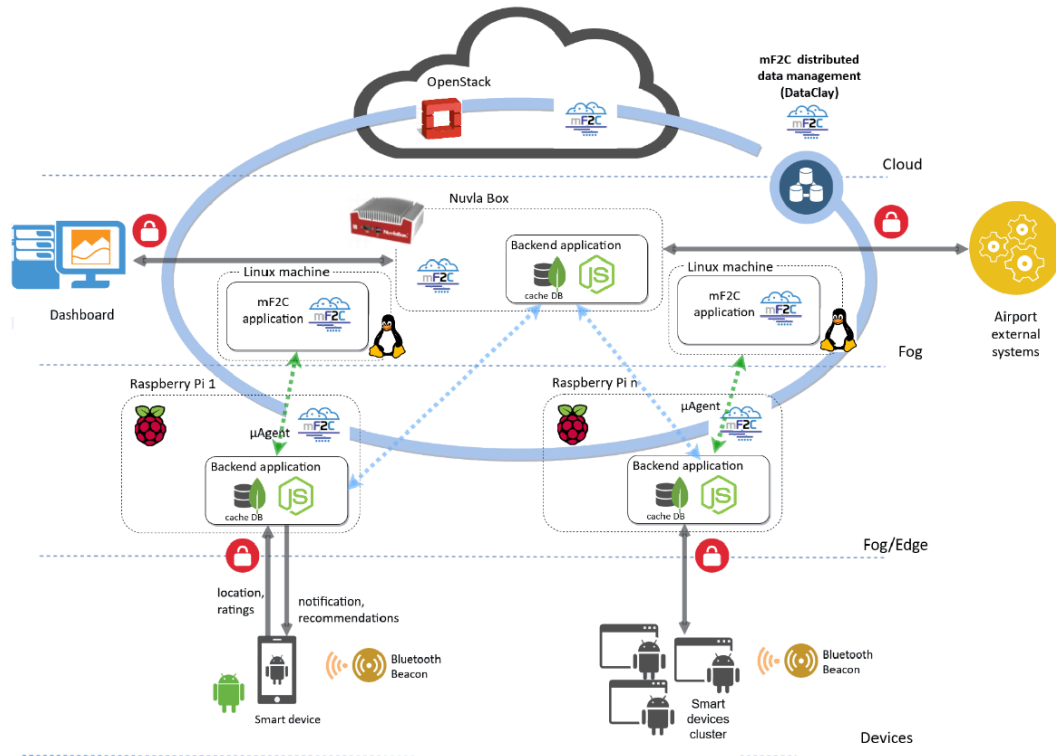 OpenStack
mF2C
mF2C distributed
data management
(DataClay)
mF2C
Cloud
Nuvla Box
Backend application
cache DB
JS
mF2C
Linux machine
mF2C
application
mF2C
Linux machine
mF2C
application
mF2C
Dashboard
Airport
external
systems
Fog
Raspberry Pi 1
µAgent
mF2C
Backend application
cache DB
JS
Raspberry Pi n
µAgent
mF2C
Backend application
cache DB
JS
Fog/Edge
location,
ratings
notification,
recommendations
Bluetooth
Beacon
Smart device
Bluetooth
Beacon
Smart
devices
cluster
Devices